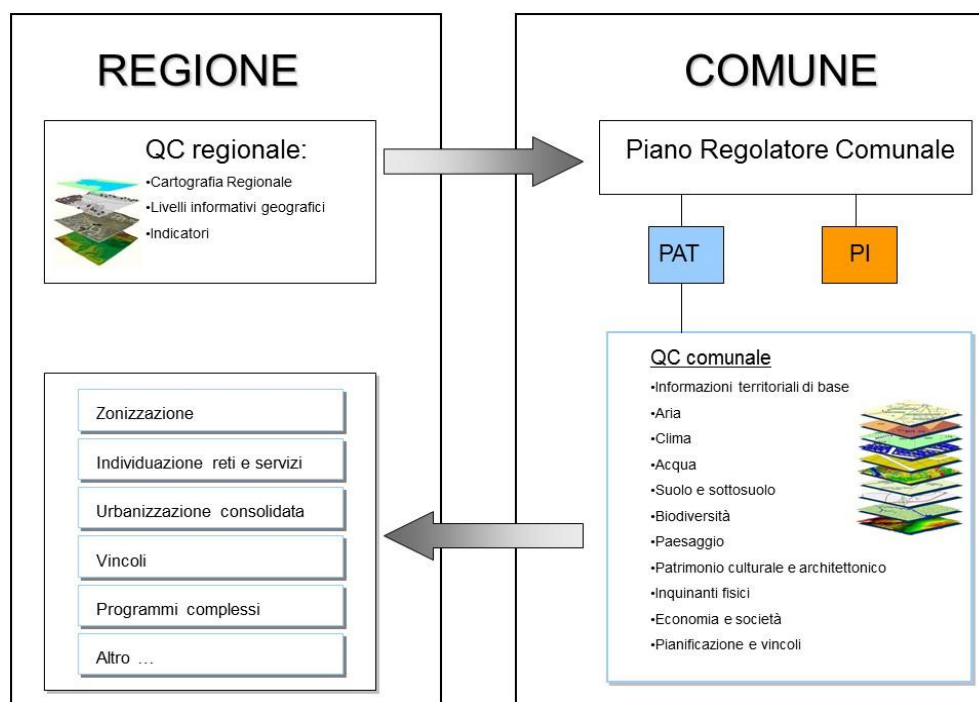 REGIONE
QC regionale:
•Cartografia Regionale
•Livelli informativi geografici
•Indicatori
Zonizzazione
Individuazione reti e servizi
Urbanizzazione consolidata
Vincoli
Programmi complessi
Altro …
COMUNE
Piano Regolatore Comunale
PAT
PI
QC comunale
•Informazioni territoriali di base
•Aria
•Clima
•Acqua
•Suolo e sottosuolo
•Biodiversità
•Paesaggio
•Patrimonio culturale e architettonico
•Inquinanti fisici
•Economia e società
•Pianificazione e vincoli